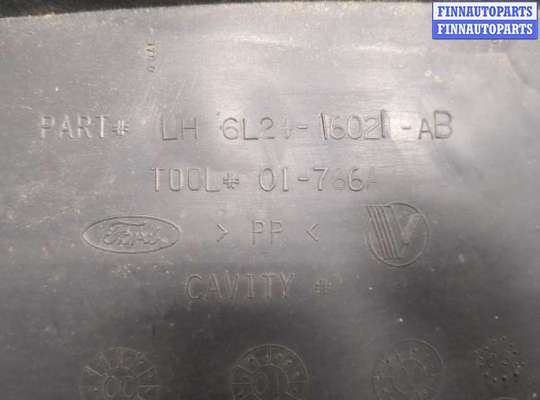 FINNAUTOPARTS
FINNAUTOPARTS
PART# LH 6L24-16021-AB
TOOL# 01-766A
Ford > PP <
CAVITY #